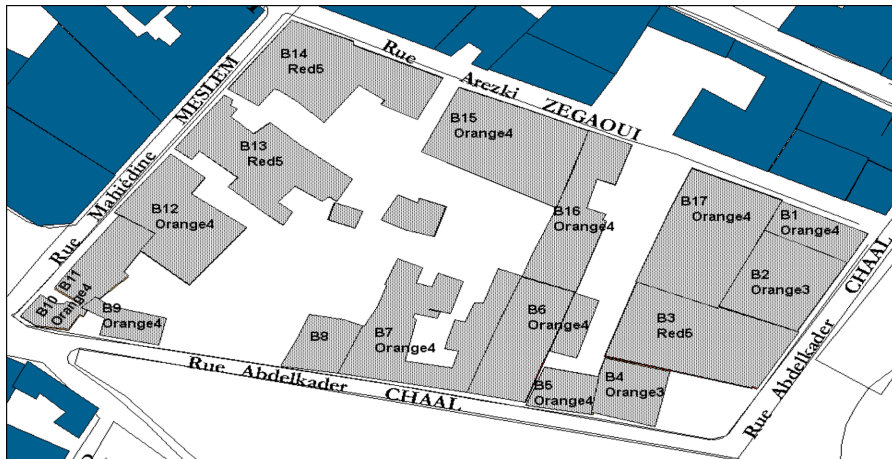 B14
Red5
Rue Arezki ZEGAOUI
Rue Mahiédine MESLEM
B15
Orange4
B13
Red5
B12
Orange4
B16
Orange4
B17
Orange4
B1
Orange4
B2
Orange3
B11
Orange4
B10
B9
Orange4
B8
B7
Orange4
B6
Orange4
B3
Red5
B5
Orange4
B4
Orange3
Rue Abdelkader CHAAL
Rue Abdelkader CHAAL